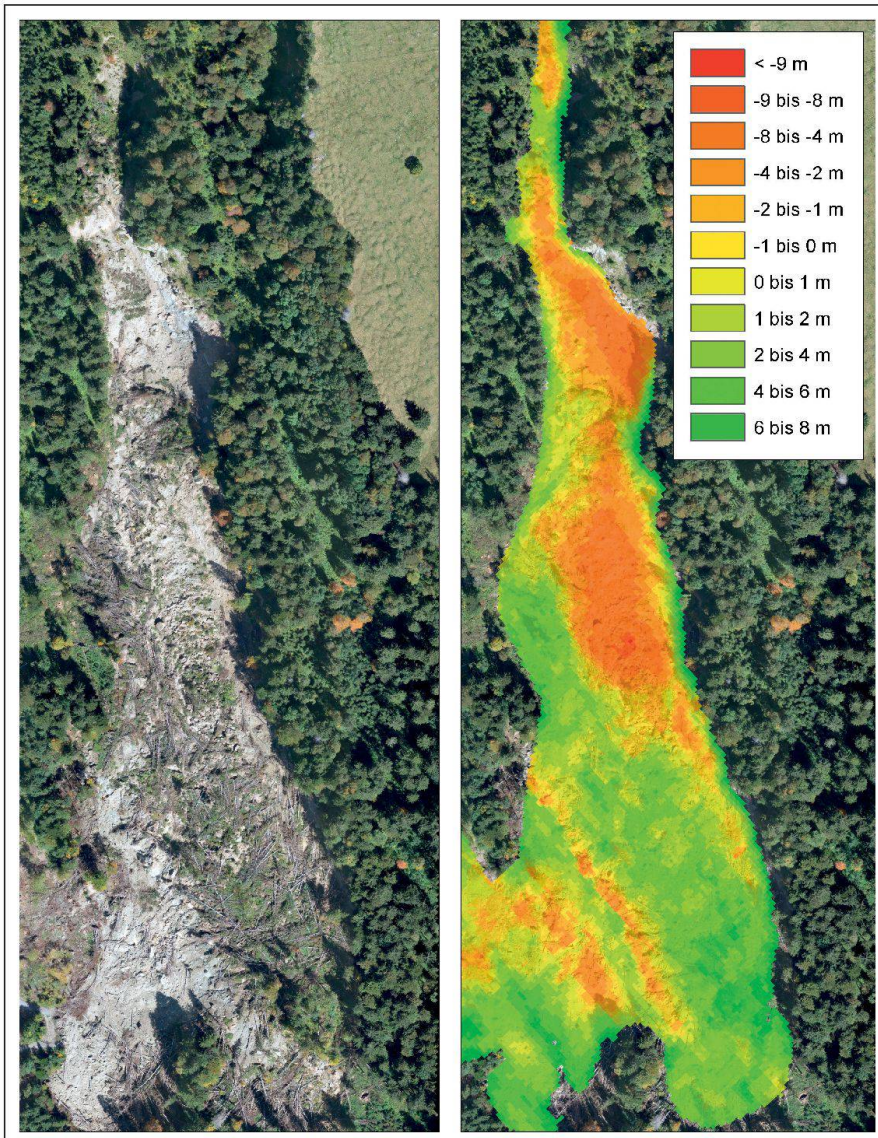 < -9 m
-9 bis -8 m
-8 bis -4 m
-4 bis -2 m
-2 bis -1 m
-1 bis 0 m
0 bis 1 m
1 bis 2 m
2 bis 4 m
4 bis 6 m
6 bis 8 m